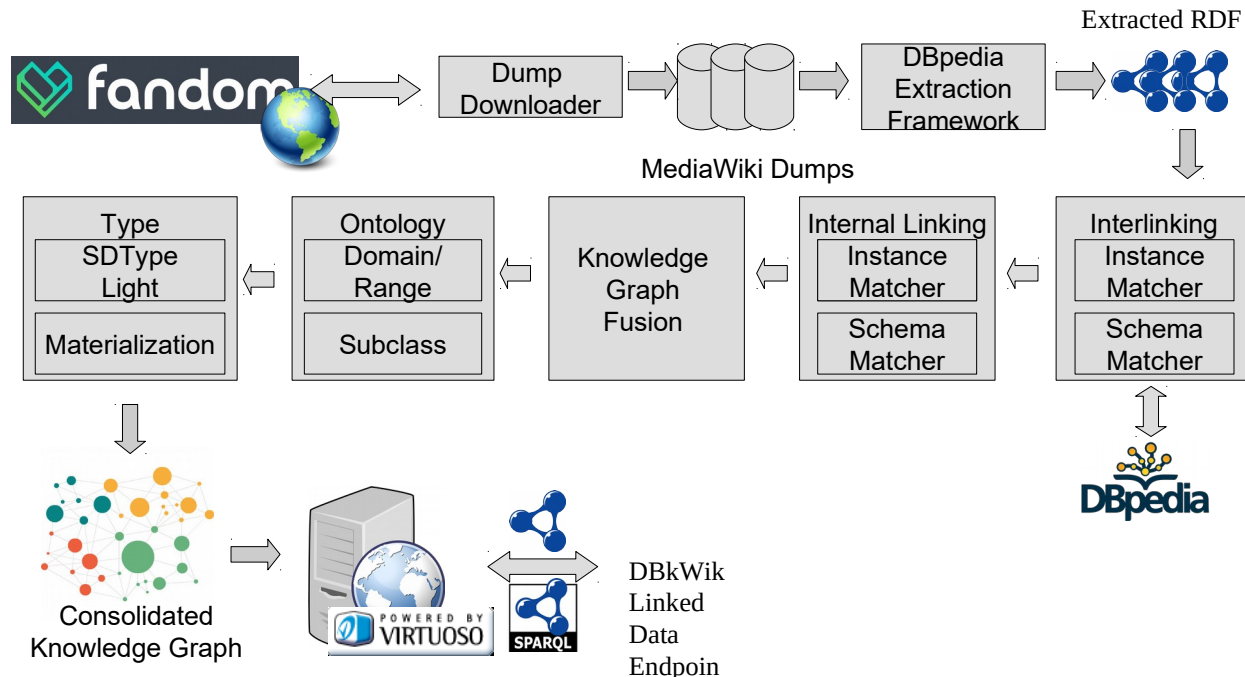 Extracted RDF
fandom
Dump
Downloader
DBpedia
Extraction
Framework
MediaWiki Dumps
Type
SDType
Light
Materialization
Ontology
Domain/
Range
Subclass
Knowledge
Graph
Fusion
Internal Linking
Instance
Matcher
Schema
Matcher
Interlinking
Instance
Matcher
Schema
Matcher
DBpedia
Consolidated
Knowledge Graph
POWERED BY
VIRTUOSO
SPARQL
DBkWik
Linked
Data
Endpoin